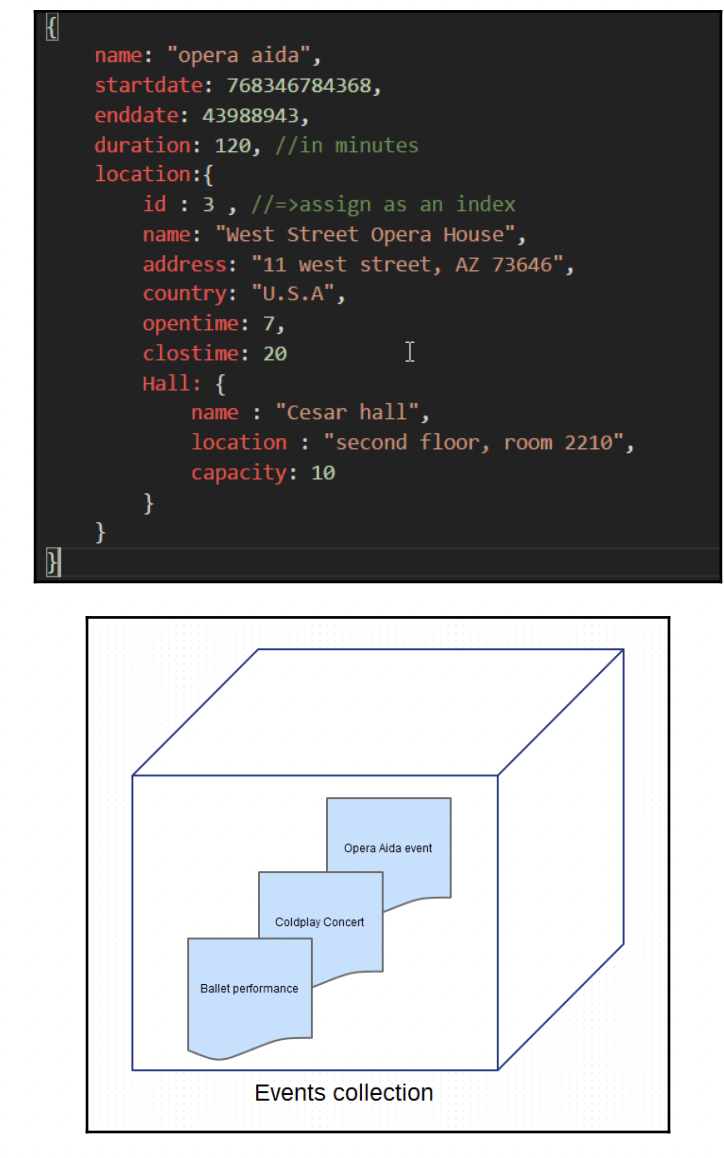 {
    name: "opera aida",
    startdate: 768346784368,
    enddate: 43988943,
    duration: 120, //in minutes
    location:{
        id : 3 , //=>assign as an index
        name: "West Street Opera House",
        address: "11 west street, AZ 73646",
        country: "U.S.A",
        opentime: 7,
        clostime: 20
        Hall: {
            name : "Cesar hall",
            location : "second floor, room 2210",
            capacity: 10
        }
    }
}
Opera Aida event
Coldplay Concert
Ballet performance
Events collection